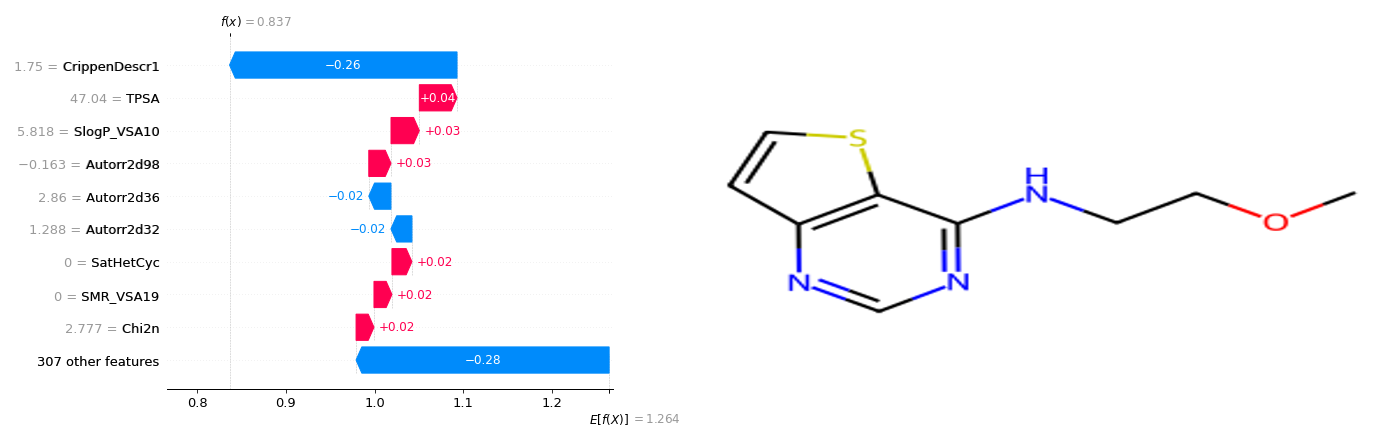 f(x) = 0.837
1.75 = CrippenDescr1 −0.26
47.04 = TPSA +0.04
5.818 = SlogP_VSA10 +0.03
−0.163 = Autorr2d98 +0.03
2.86 = Autorr2d36 −0.02
1.288 = Autorr2d32 −0.02
0 = SatHetCyc +0.02
0 = SMR_VSA19 +0.02
2.777 = Chi2n +0.02
307 other features −0.28
0.8 0.9 1.0 1.1 1.2
E[f(X)] = 1.264
S
H
N
O
N N